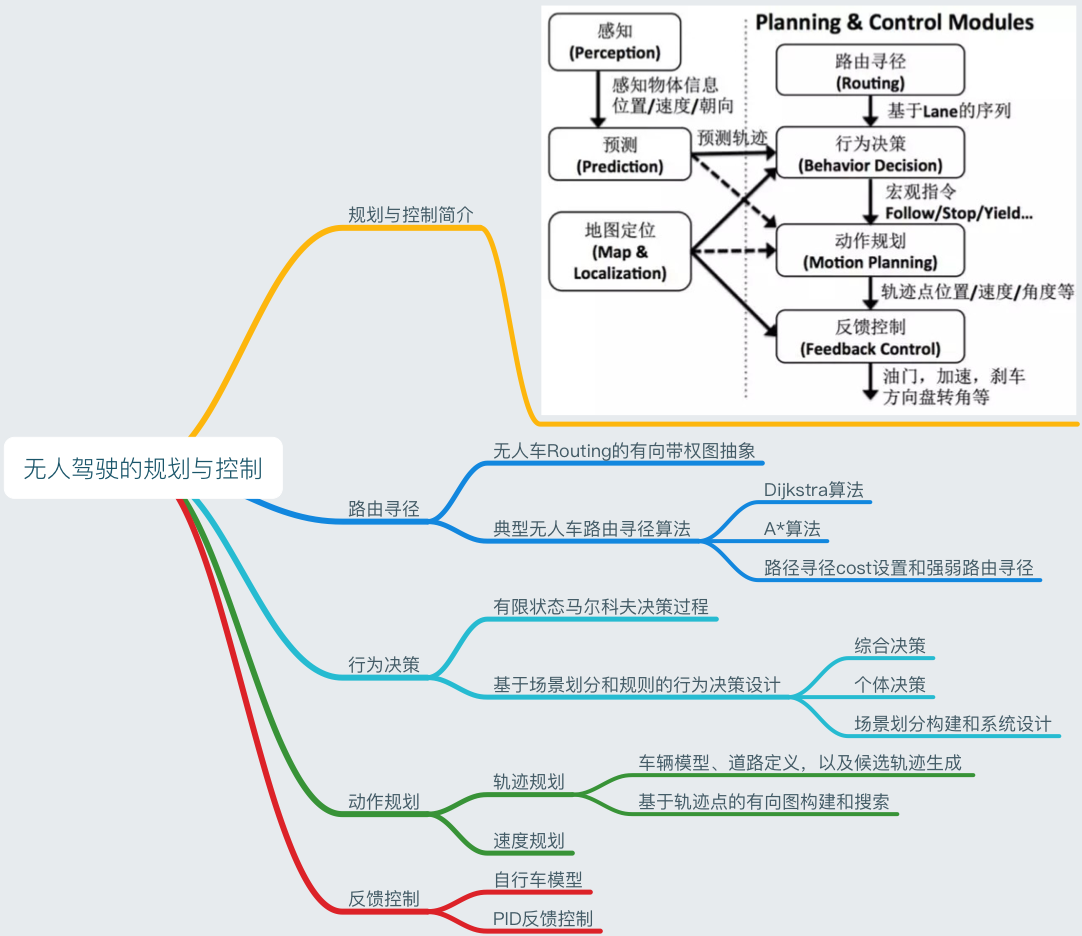 Planning & Control Modules
感知
(Perception)
感知物体信息
位置/速度/朝向
预测
(Prediction)
预测轨迹
地图定位
(Map &
Localization)
路由寻径
(Routing)
基于Lane的序列
行为决策
(Behavior Decision)
宏观指令
Follow/Stop/Yield...
动作规划
(Motion Planning)
轨迹点位置/速度/角度等
反馈控制
(Feedback Control)
油门，加速，刹车
方向盘转角等
规划与控制简介
无人驾驶的规划与控制
路由寻径
无人车Routing的有向带权图抽象
典型无人车路由寻径算法
Dijkstra算法
A*算法
路径寻径cost设置和强弱路由寻径
行为决策
有限状态马尔科夫决策过程
基于场景划分和规则的行为决策设计
综合决策
个体决策
场景划分构建和系统设计
动作规划
轨迹规划
车辆模型、道路定义，以及候选轨迹生成
基于轨迹点的有向图构建和搜索
速度规划
反馈控制
自行车模型
PID反馈控制